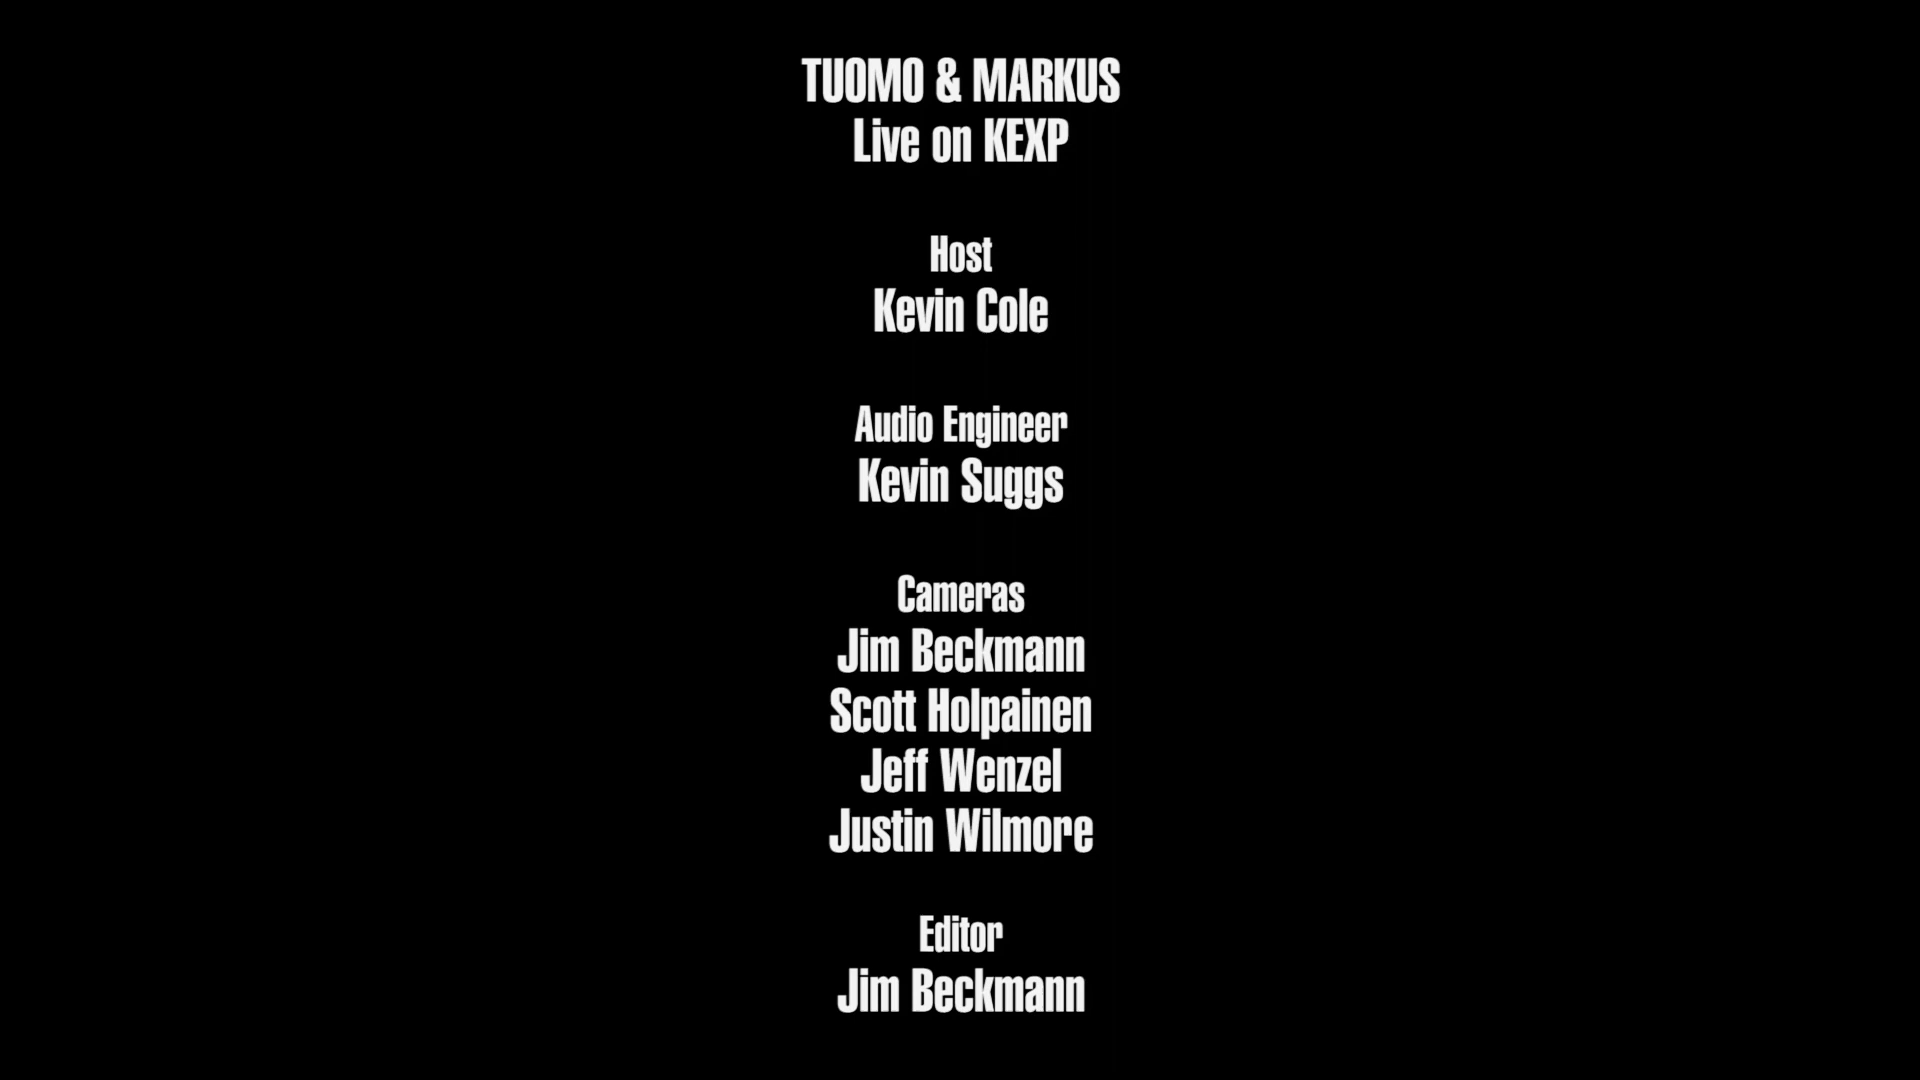 TUOMO & MARKUS
Live on KEXP
Host
Kevin Cole
Audio Engineer
Kevin Suggs
Cameras
Jim Beckmann
Scott Holpainen
Jeff Wenzel
Justin Wilmore
Editor
Jim Beckmann